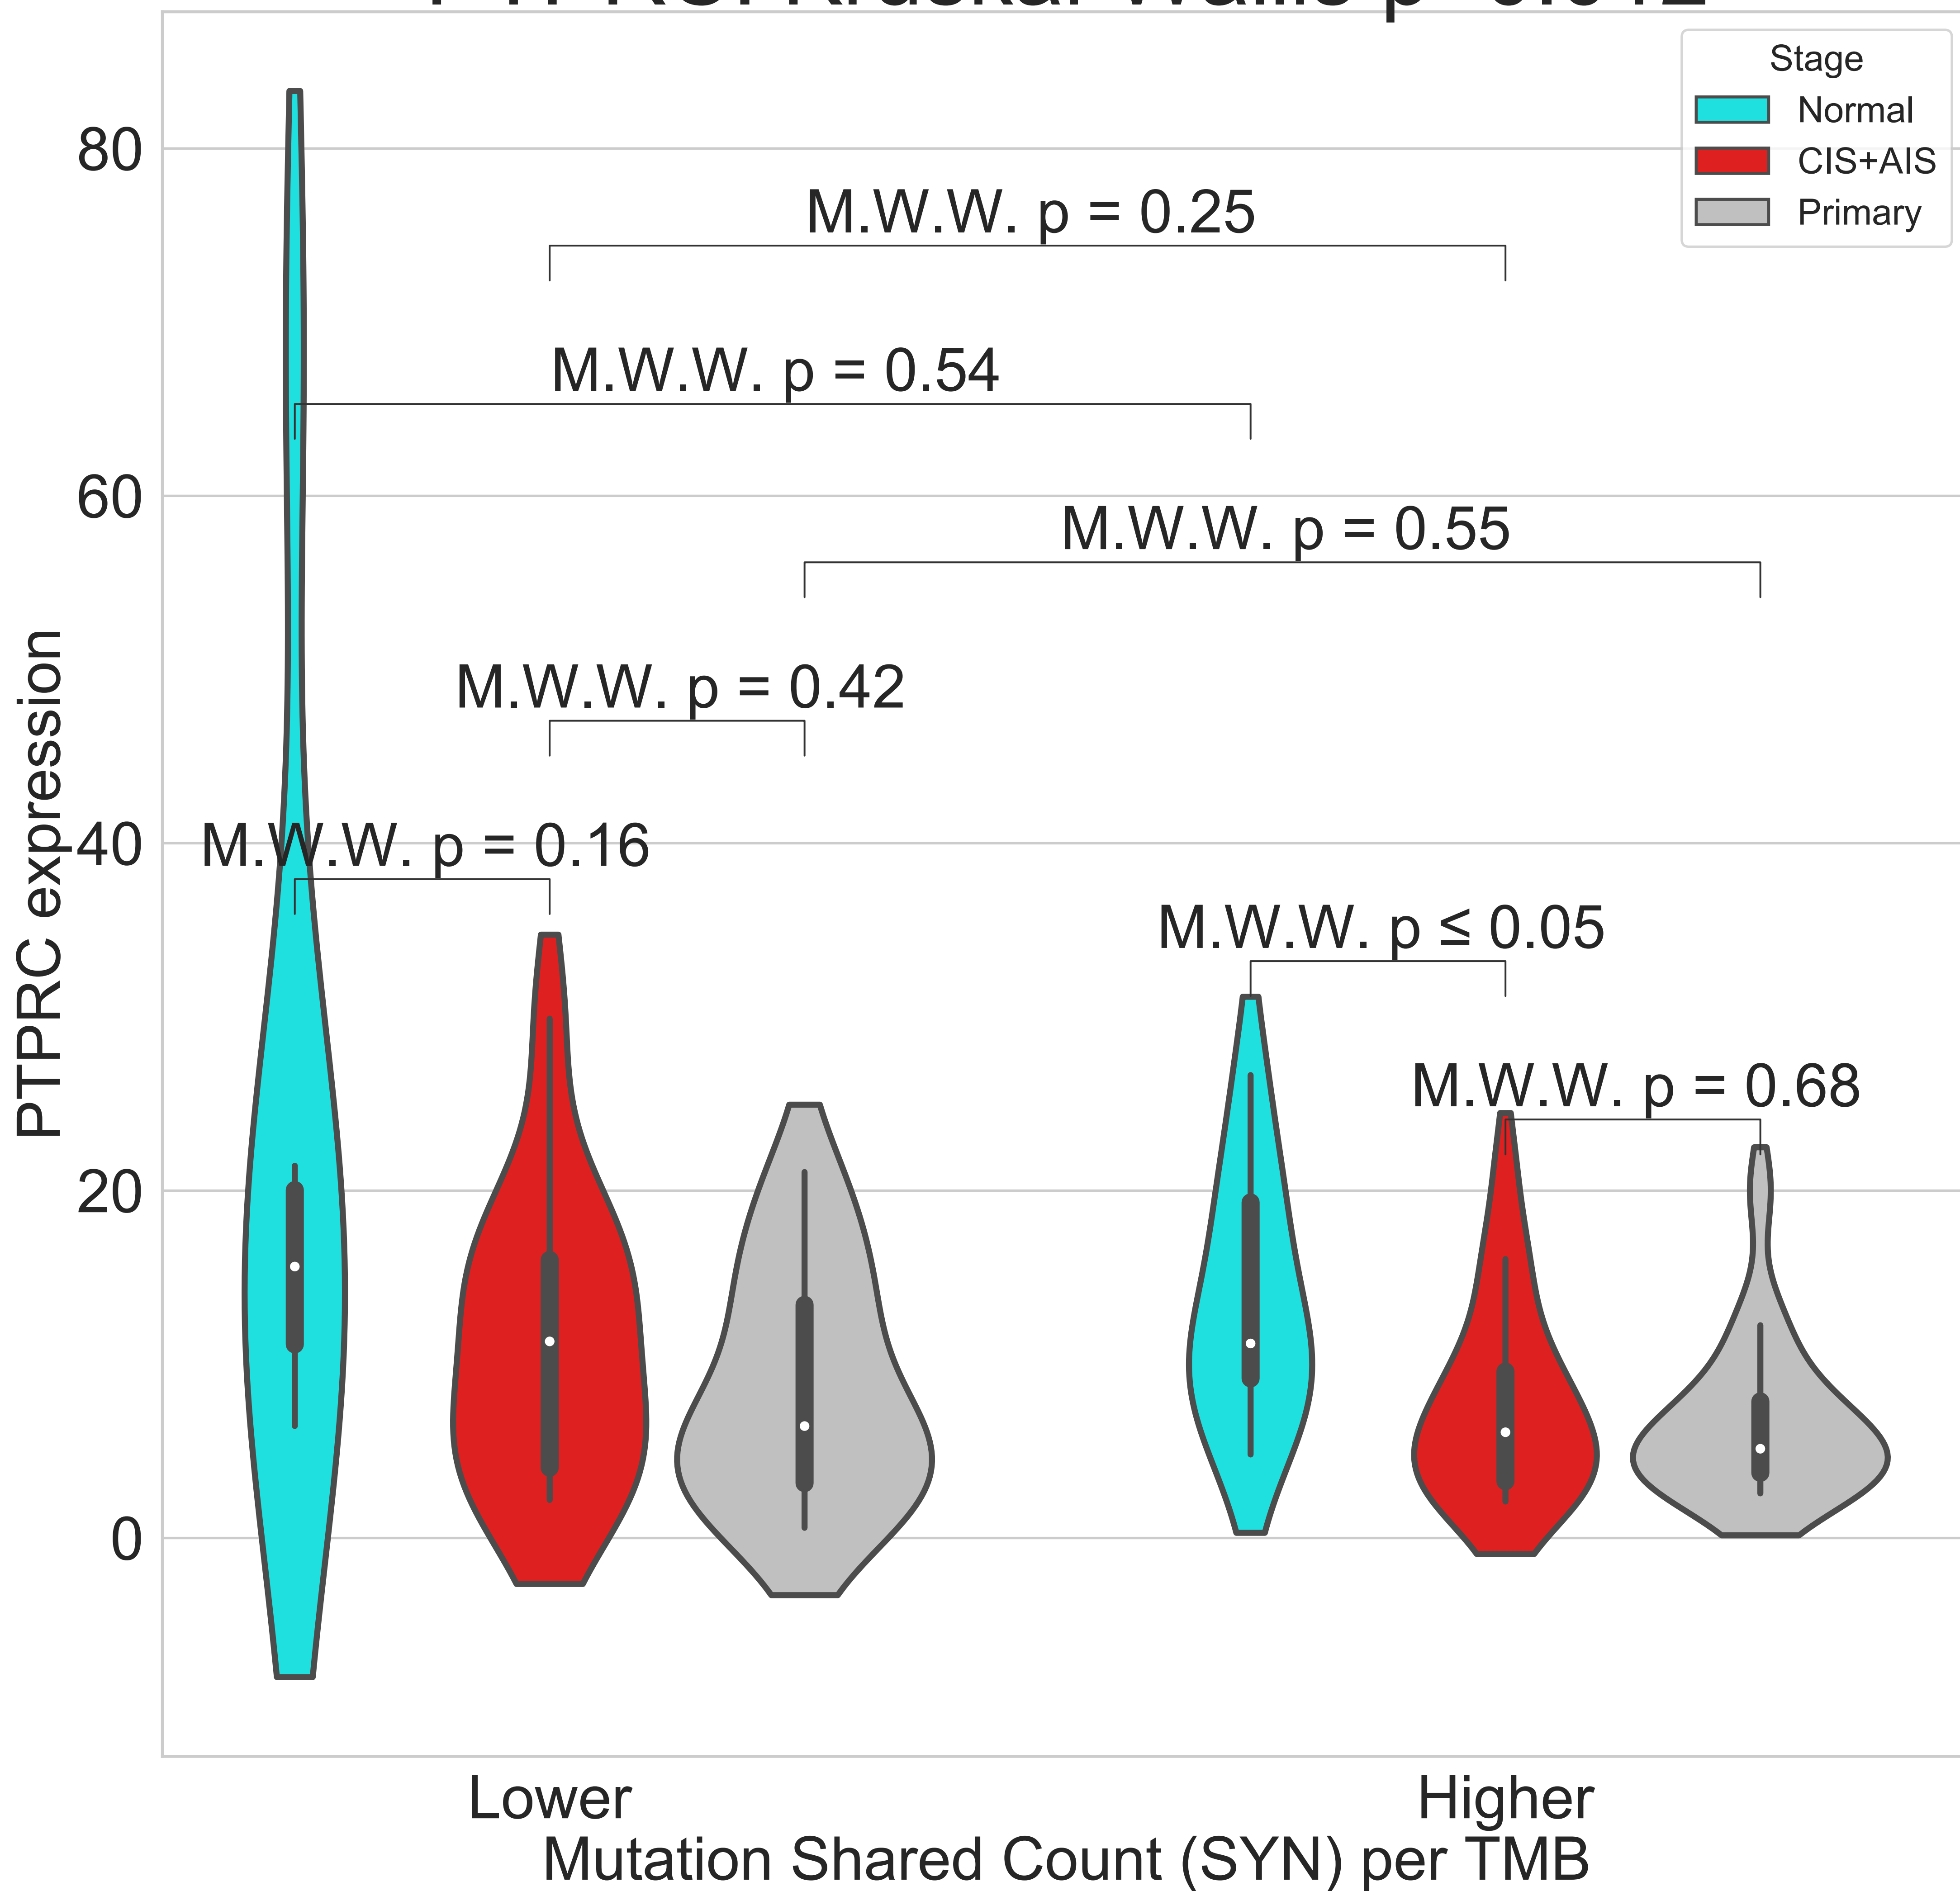 Stage
Normal
CIS+AIS
Primary
80
60
40
20
0
PTPRC expression
M.W.W. p = 0.25
M.W.W. p = 0.54
M.W.W. p = 0.55
M.W.W. p = 0.42
M.W.W. p = 0.16
M.W.W. p ≤ 0.05
M.W.W. p = 0.68
Lower
Higher
Mutation Shared Count (SYN) per TMB